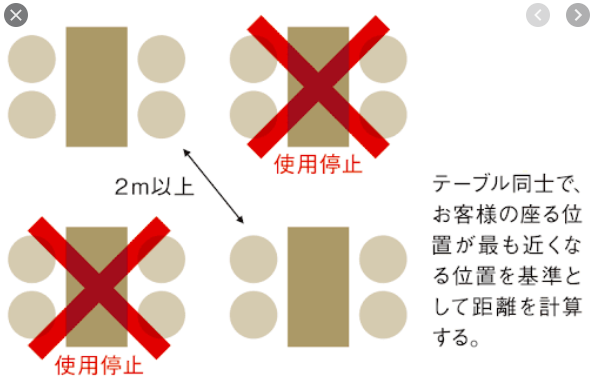 使用停止
2m以上
テーブル同士で、
お客様の座る位
置が最も近くな
る位置を基準と
して距離を計算
する。
使用停止